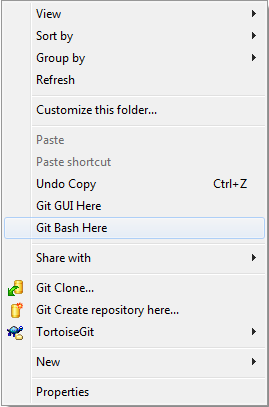 View
Sort by
Group by
Refresh
Customize this folder...
Paste
Paste shortcut
Undo Copy Ctrl+Z
Git GUI Here
Git Bash Here
Share with
Git Clone...
Git Create repository here...
TortoiseGit
New
Properties